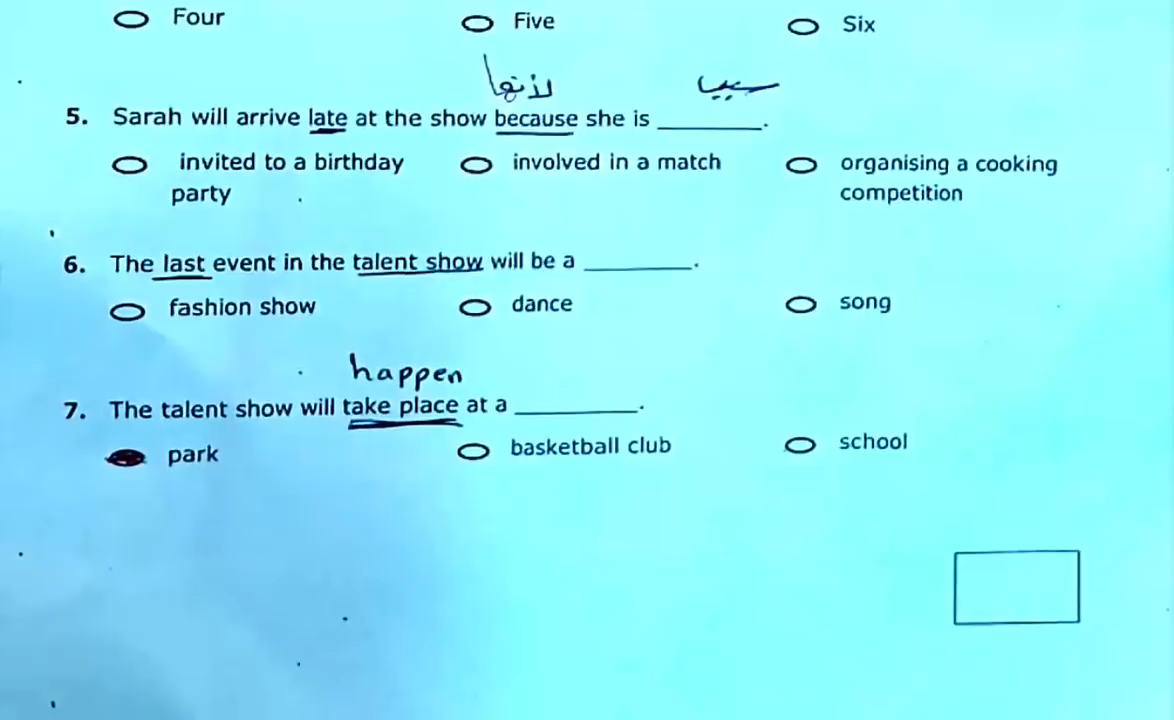 Four Five Six
لأنها سبب
5. Sarah will arrive late at the show because she is ________.
invited to a birthday party involved in a match organising a cooking competition
6. The last event in the talent show will be a ________.
fashion show dance song
happen
7. The talent show will take place at a ________.
park basketball club school